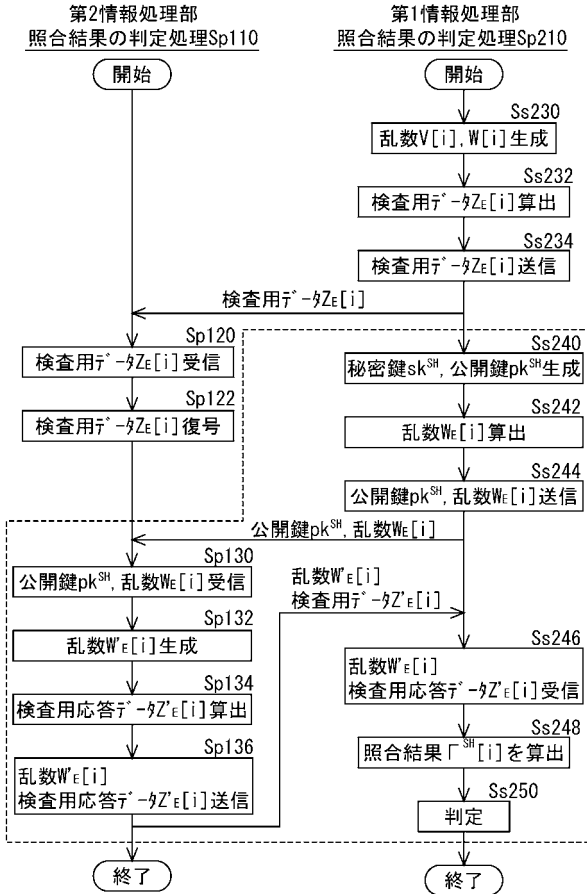 第2情報処理部
照合結果の判定処理Sp110
第1情報処理部
照合結果の判定処理Sp210
開始
開始
Ss230
乱数V[i],W[i]生成
Ss232
検査用データZE[i]算出
Ss234
検査用データZE[i]送信
検査用データZE[i]
Sp120
検査用データZE[i]受信
Sp122
検査用データZE[i]復号
Ss240
秘密鍵skSH,公開鍵pkSH生成
Ss242
乱数WE[i]算出
Ss244
公開鍵pkSH,乱数WE[i]送信
公開鍵pkSH,乱数WE[i]
Sp130
公開鍵pkSH,乱数WE[i]受信
Sp132
乱数W'E[i]生成
Sp134
検査用応答データZ'E[i]算出
Sp136
乱数W'E[i]
検査用応答データZ'E[i]送信
乱数W'E[i]
検査用データZ'E[i]
Ss246
乱数W'E[i]
検査用応答データZ'E[i]受信
Ss248
照合結果ΓSH[i]を算出
Ss250
判定
終了
終了